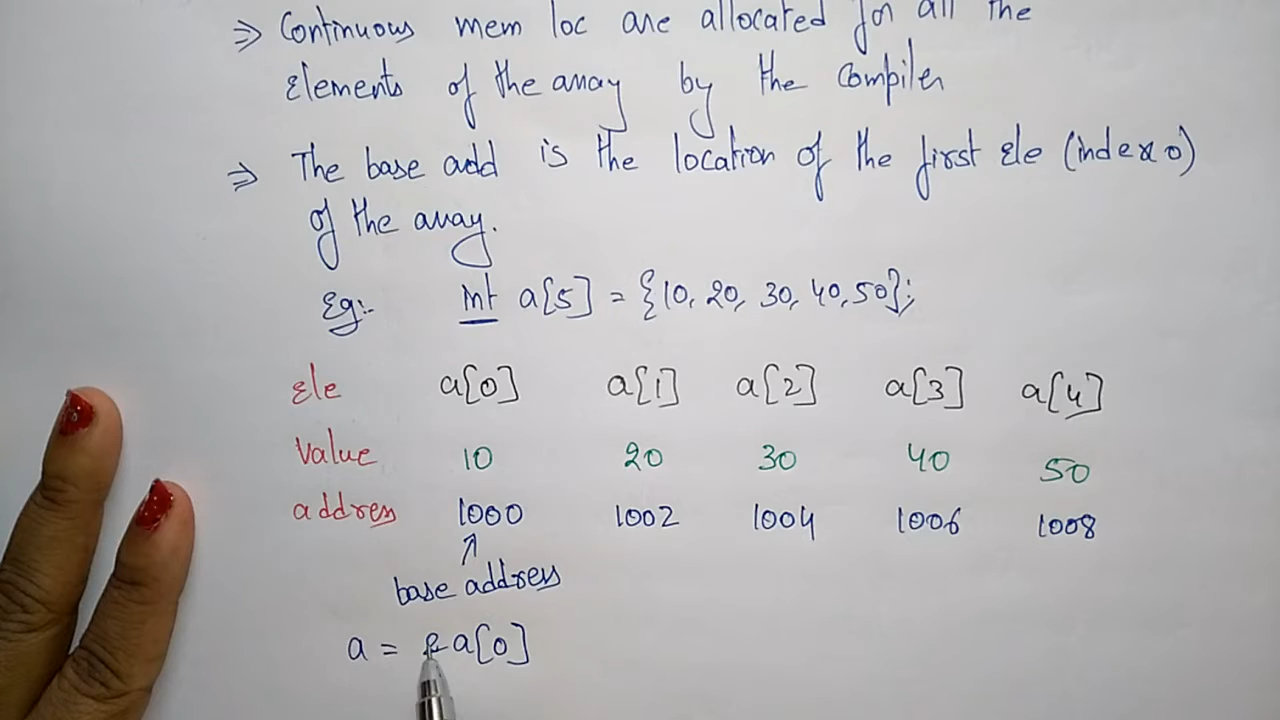 ⇒ Continuous mem loc are allocated for all the
elements of the array by the compiler
⇒ The base add is the location of the first ele (index 0)
of the array.
Eg:- int a[5] = {10, 20, 30, 40, 50};
ele a[0] a[1] a[2] a[3] a[4]
value 10 20 30 40 50
address 1000 1002 1004 1006 1008
base address
a = &a[0]